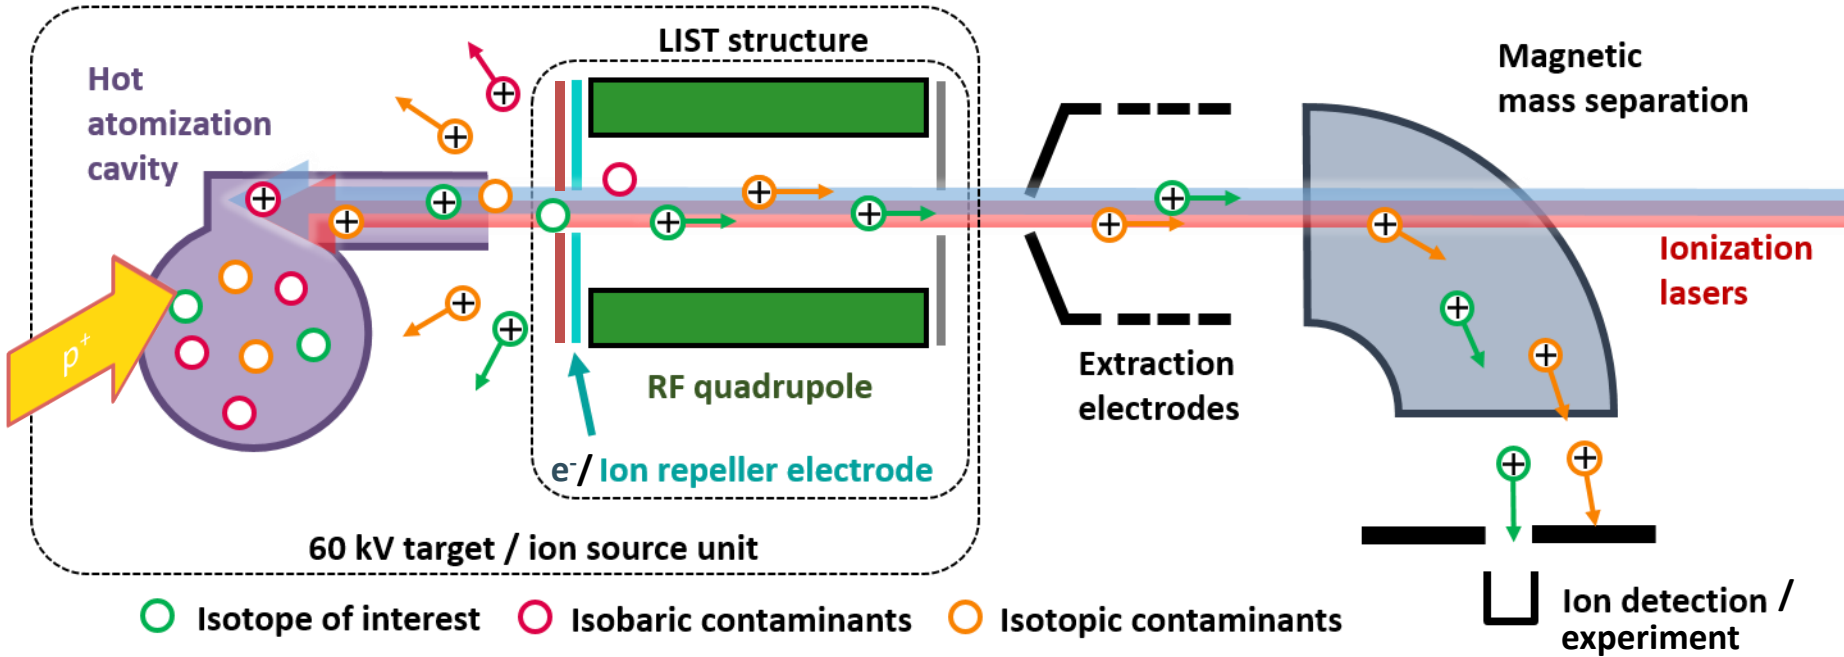 LIST structure
Hot
atomization
cavity
Magnetic
mass separation
p+
Ionization
lasers
Extraction
electrodes
RF quadrupole
e-/ Ion repeller electrode
60 kV target / ion source unit
Isotope of interest
Isobaric contaminants
Isotopic contaminants
Ion detection /
experiment